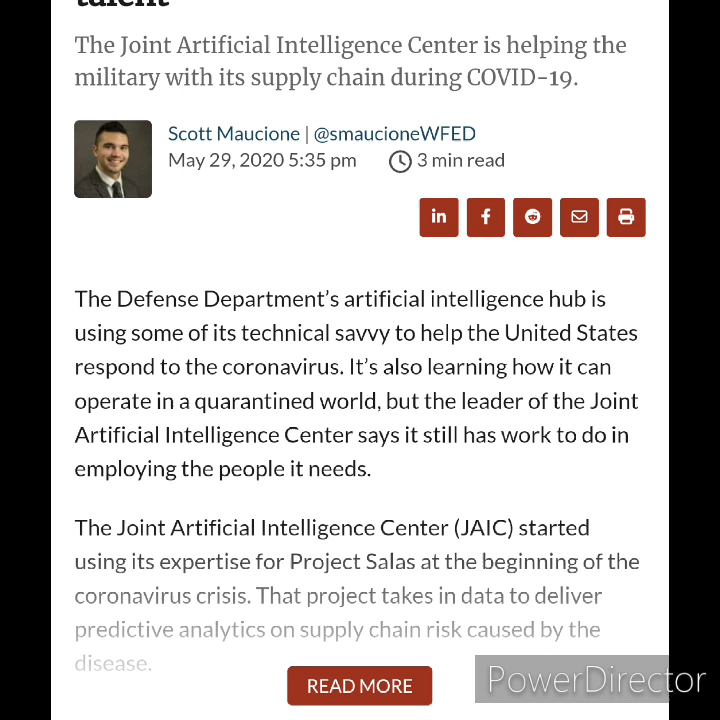 talent
The Joint Artificial Intelligence Center is helping the
military with its supply chain during COVID-19.
Scott Maucione | @smaucioneWFED
May 29, 2020 5:35 pm 3 min read
in f
The Defense Department’s artificial intelligence hub is
using some of its technical savvy to help the United States
respond to the coronavirus. It’s also learning how it can
operate in a quarantined world, but the leader of the Joint
Artificial Intelligence Center says it still has work to do in
employing the people it needs.
The Joint Artificial Intelligence Center (JAIC) started
using its expertise for Project Salas at the beginning of the
coronavirus crisis. That project takes in data to deliver
predictive analytics on supply chain risk caused by the
disease.
READ MORE
PowerDirector